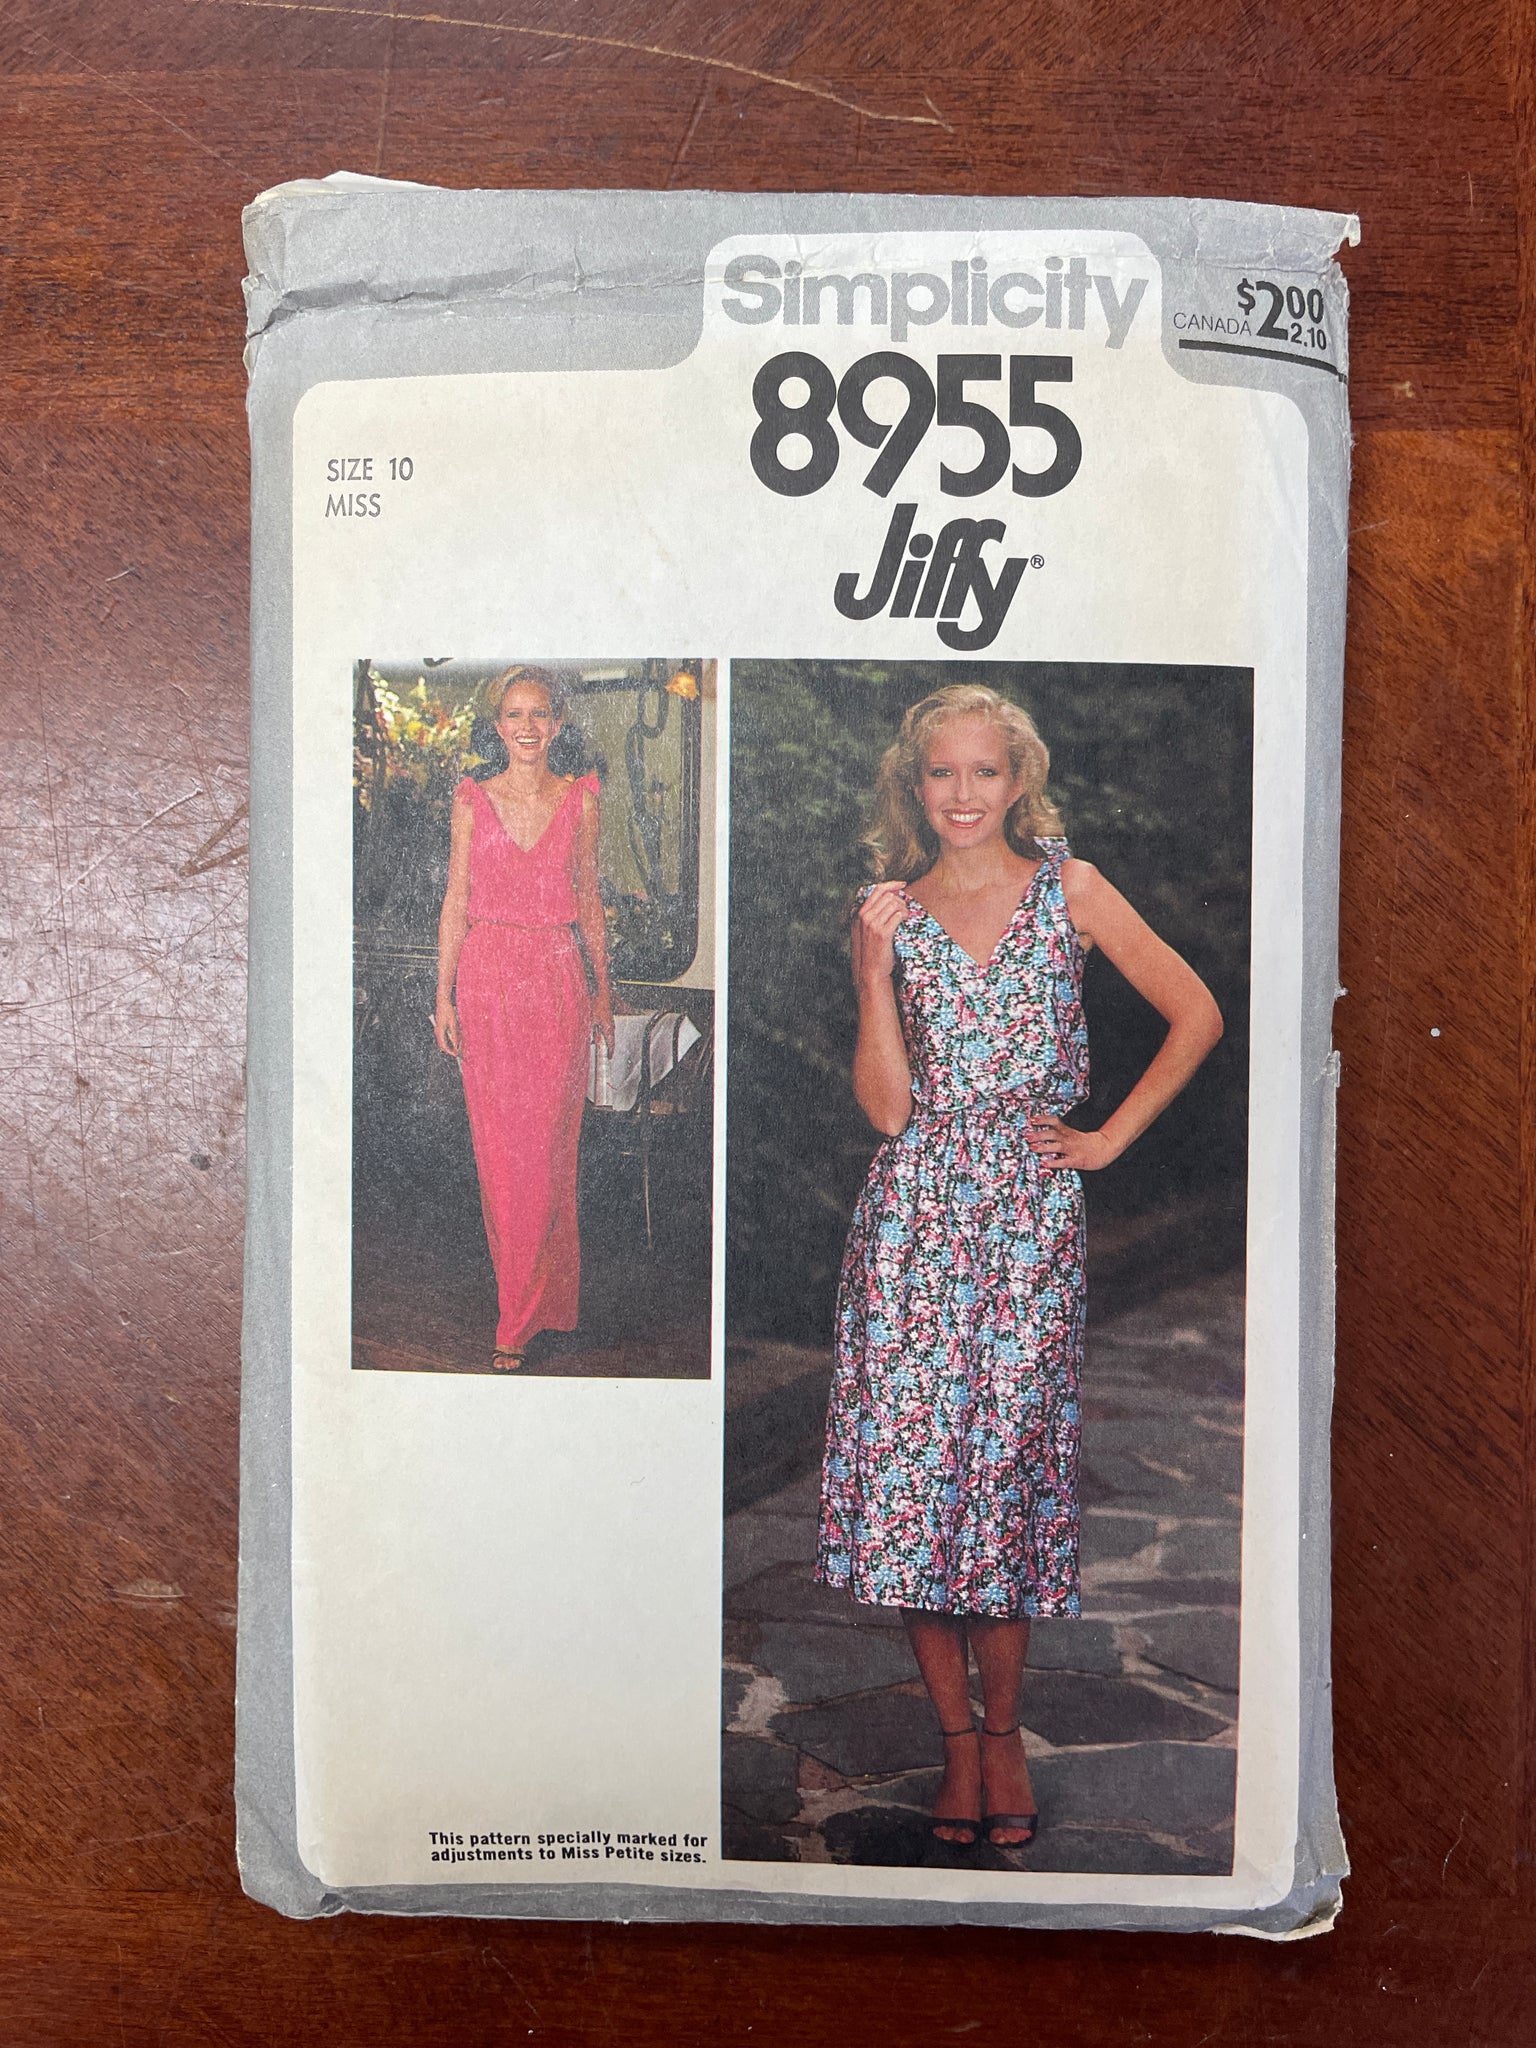 Simplicity
$2.00
CANADA 2.10
8955
Jiffy®
SIZE 10
MISS
This pattern specially marked for
adjustments to Miss Petite sizes.